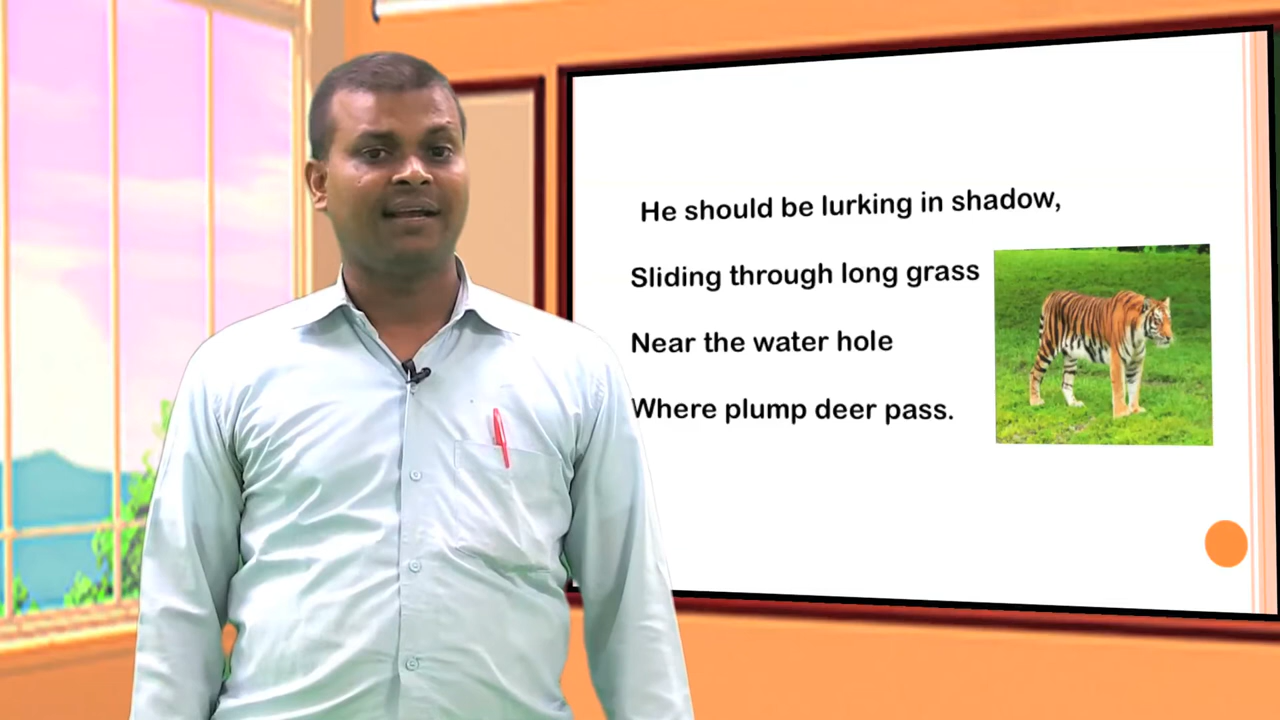 He should be lurking in shadow,
Sliding through long grass
Near the water hole
Where plump deer pass.